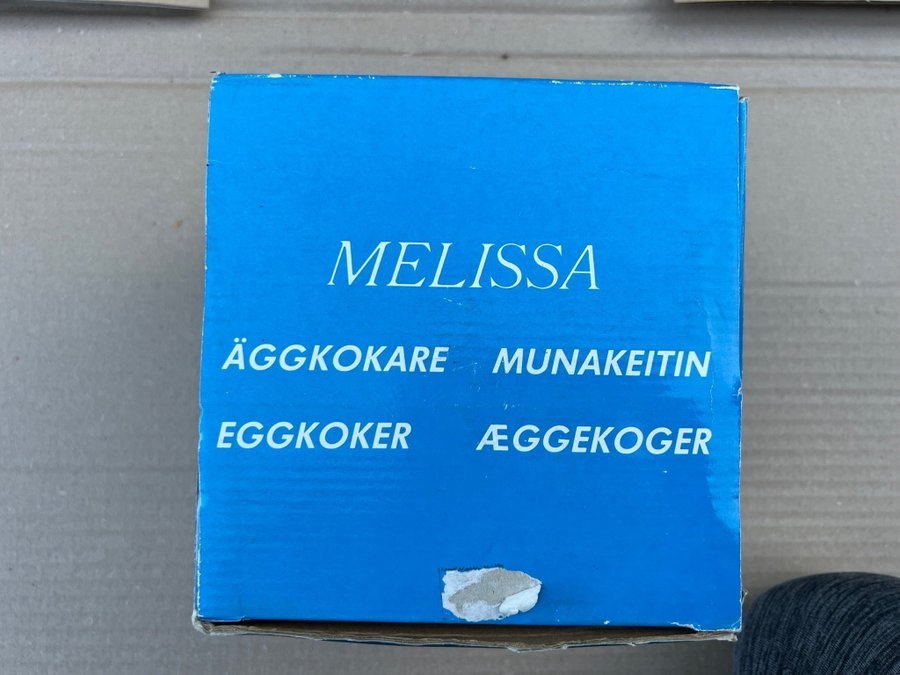 MELISSA
ÄGGKOKARE MUNAKEITIN
EGGKOKER ÆGGEKOGER